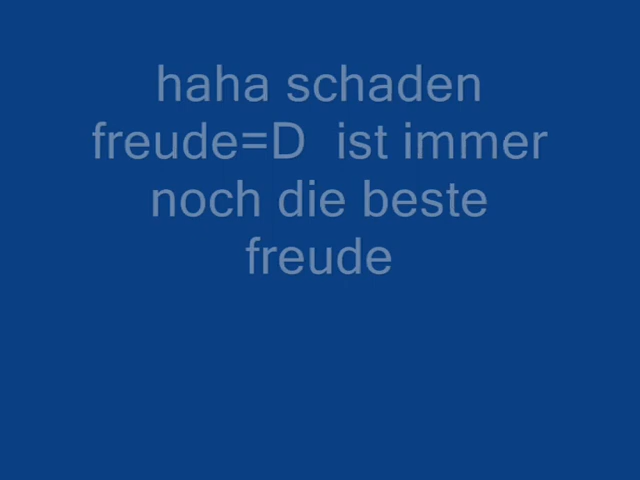 haha schaden
freude=D  ist immer
noch die beste
freude